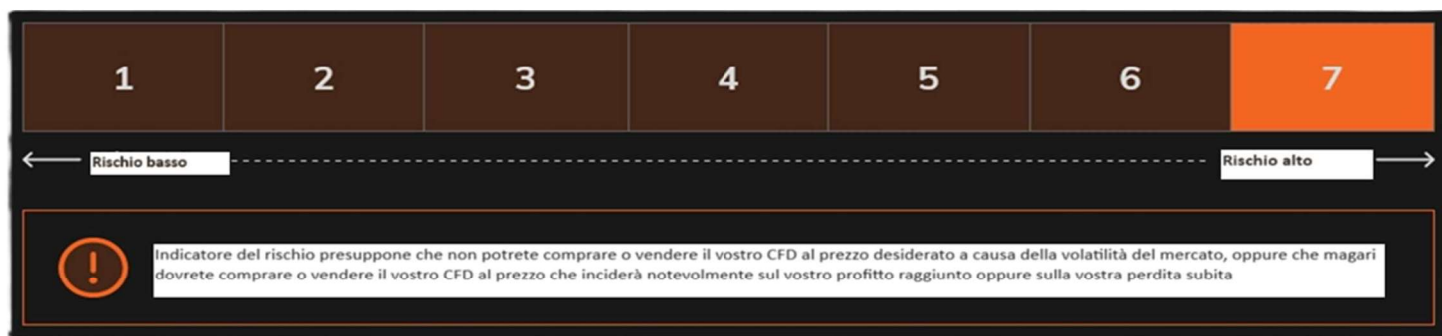 1 2 3 4 5 6 7
Rischio basso Rischio alto
Indicatore del rischio presuppone che non potrete comprare o vendere il vostro CFD al prezzo desiderato a causa della volatilità del mercato, oppure che magari
dovrete comprare o vendere il vostro CFD al prezzo che inciderà notevolmente sul vostro profitto raggiunto oppure sulla vostra perdita subita